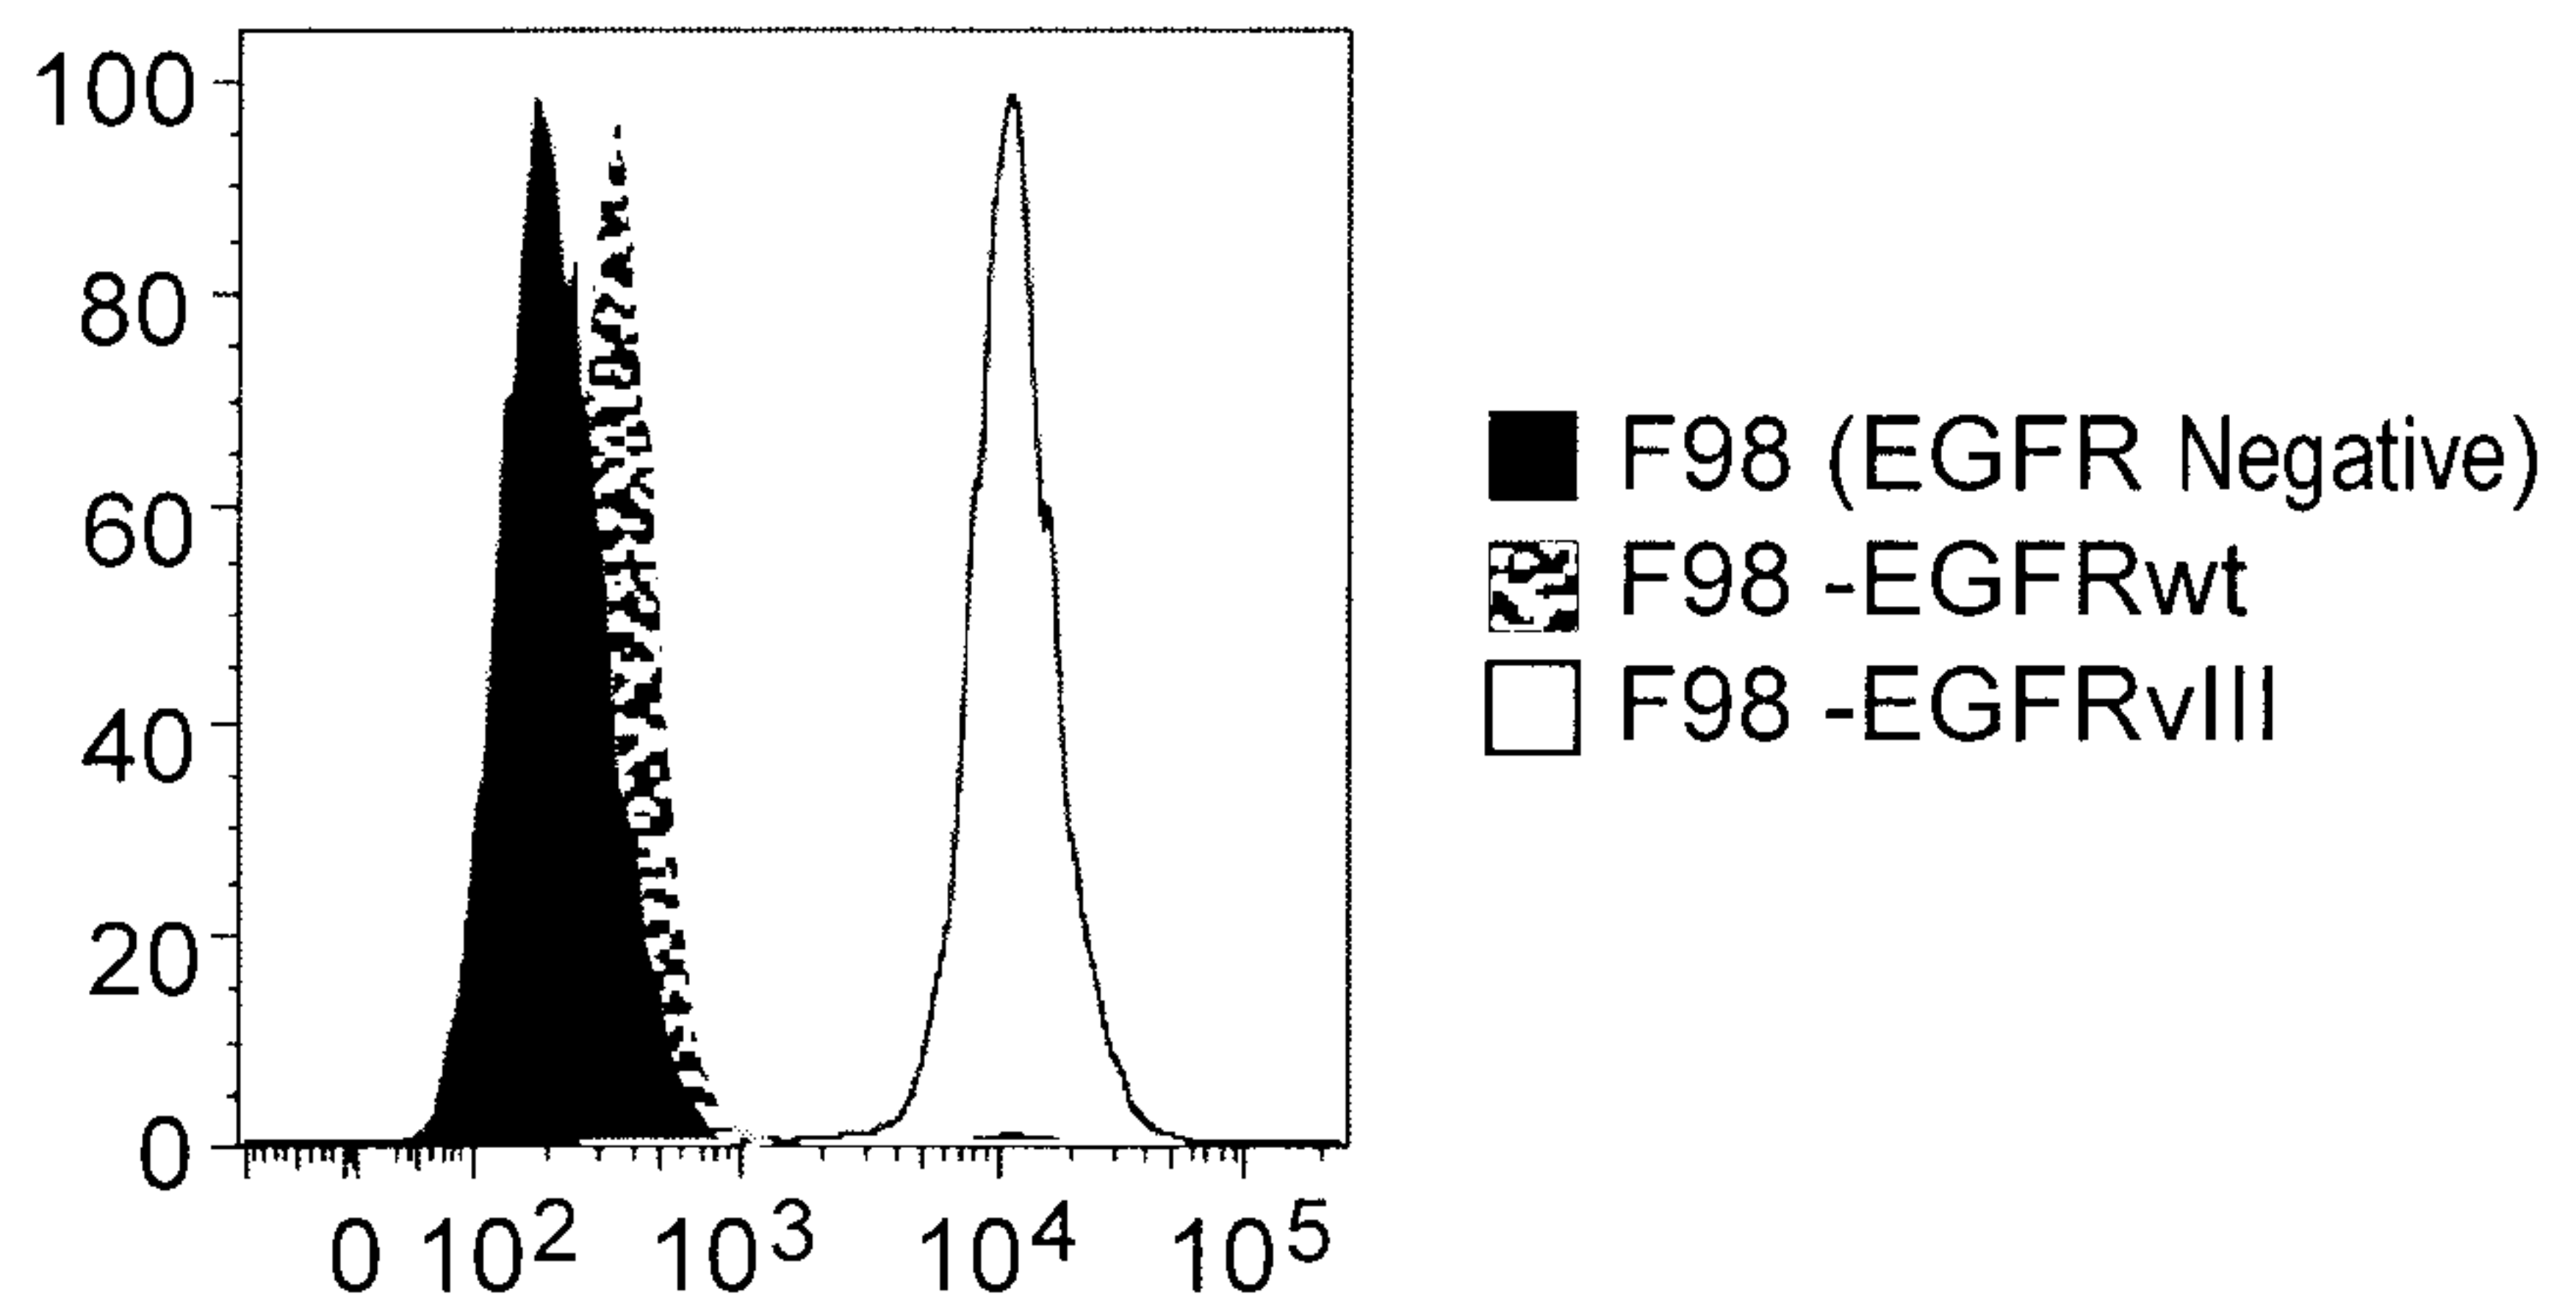 100
80
60
40
20
0
0 10² 10³ 10⁴ 10⁵
F98 (EGFR Negative)
F98 -EGFRwt
F98 -EGFRvIII